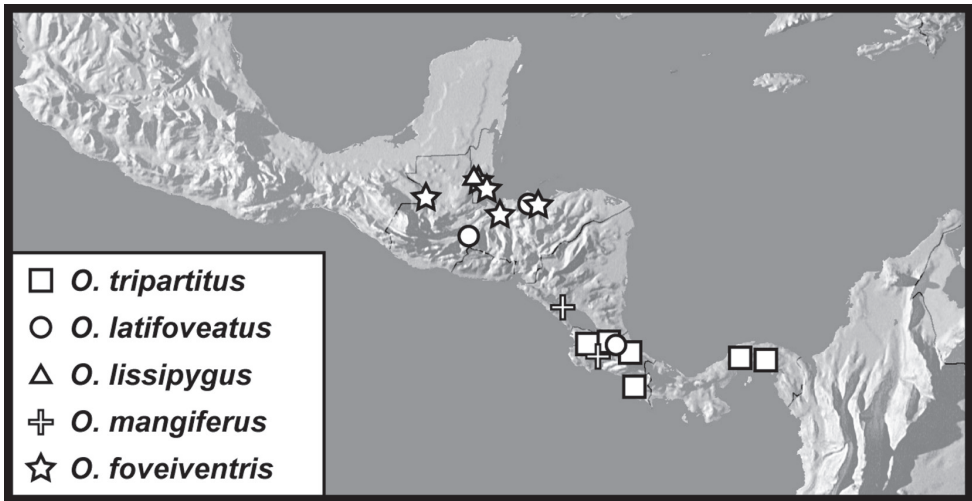 O. tripartitus
O. latifoveatus
O. lissipygus
O. mangiferus
O. foveiventris